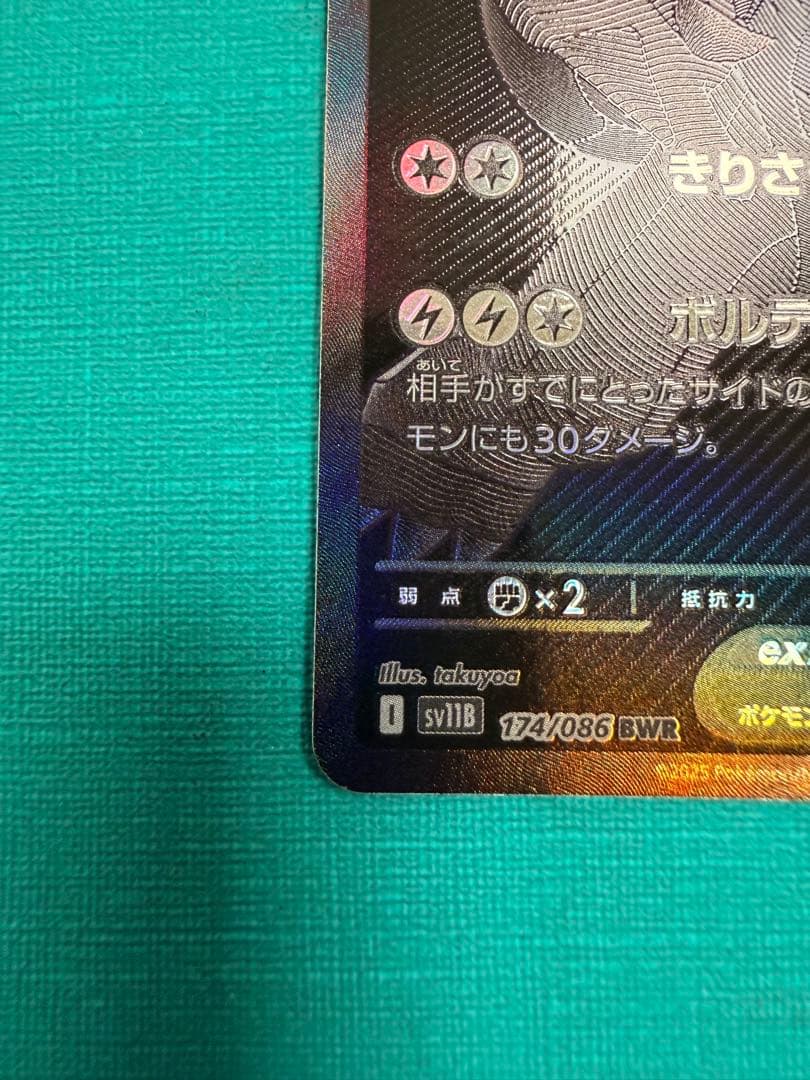 きりさ
ボルテ
あいて
相手がすでにとったサイドの
モンにも30ダメージ。
弱点 ×2 抵抗力
Illus. takuyoa
ex
I sv11B 174/086 BWR
ポケモン
©2025 Pokémon